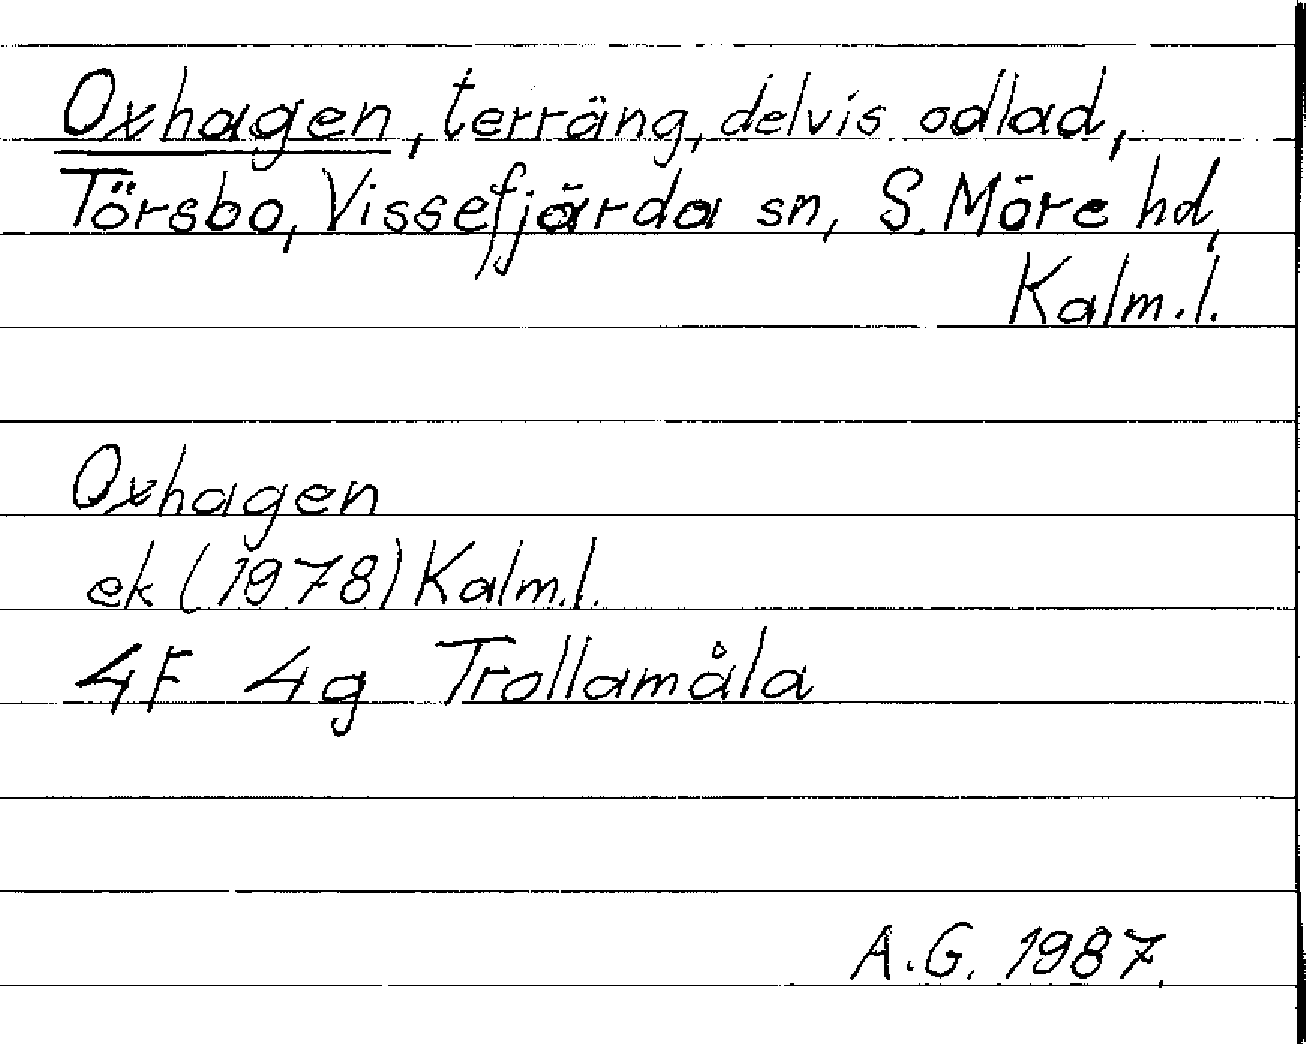 Oxhagen, terräng, delvis odlad,
Törsbo, Vissefjärda sn, S. Möre hd,
Kalm.l.
Oxhagen
ek (1978) Kalm.l.
4F 4g Trollamåla
A.G. 1987.